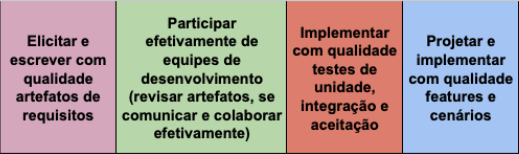 Elicitar e
escrever com
qualidade
artefatos de
requisitos
Participar
efetivamente de
equipes de
desenvolvimento
(revisar artefatos, se
comunicar e colaborar
efetivamente)
Implementar
com qualidade
testes de
unidade,
integração e
aceitação
Projetar e
implementar
com qualidade
features e
cenários